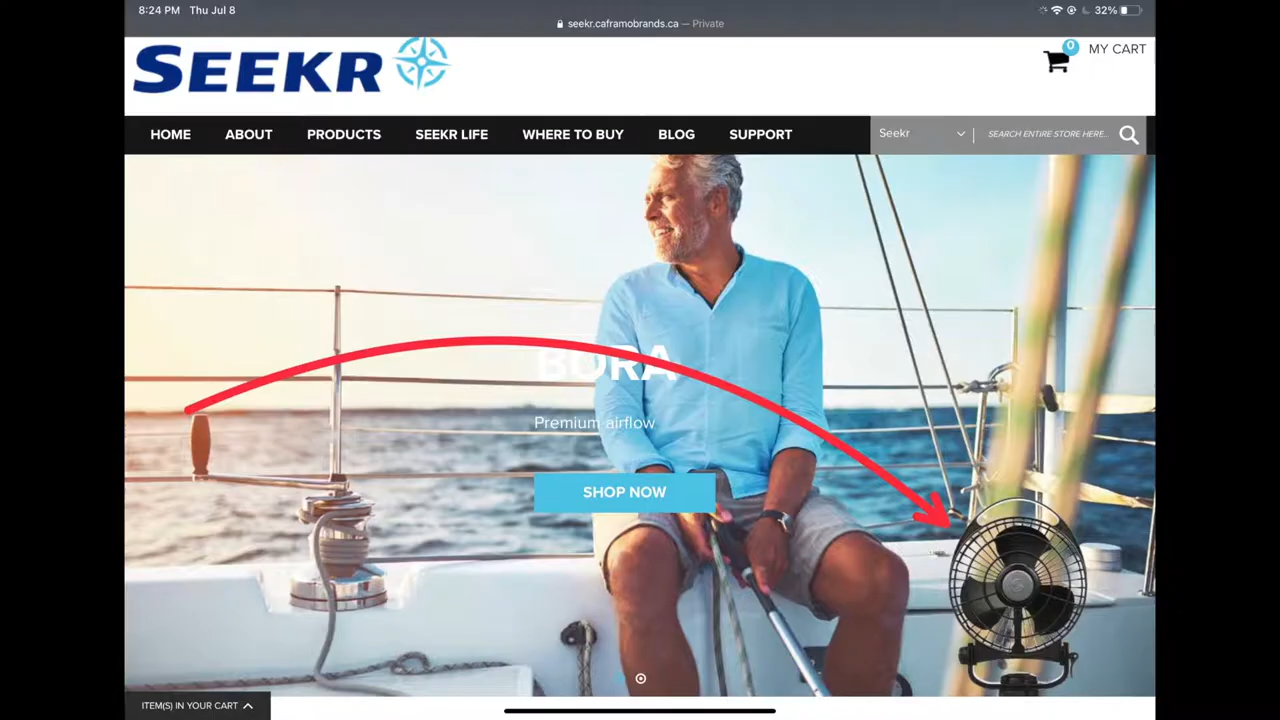 8:24 PM Thu Jul 8
32%
seekr.caframobrands.ca — Private
SEEKR
0
MY CART
HOME ABOUT PRODUCTS SEEKR LIFE WHERE TO BUY BLOG SUPPORT
Seekr
SEARCH ENTIRE STORE HERE...
BORA
Premium airflow
SHOP NOW
ITEM(S) IN YOUR CART